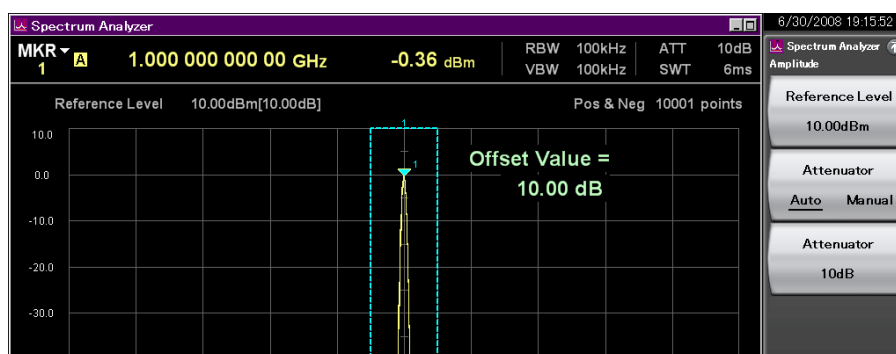 Spectrum Analyzer
6/30/2008 19:15:52
MKR A 1.000 000 000 00 GHz -0.36 dBm RBW 100kHz ATT 10dB
1 VBW 100kHz SWT 6ms
Spectrum Analyzer
Amplitude
Reference Level 10.00dBm[10.00dB] Pos & Neg 10001 points
Reference Level
10.00dBm
1
10.0
1
Offset Value =
10.00 dB
0.0
-10.0
-20.0
-30.0
Attenuator
Auto Manual
Attenuator
10dB